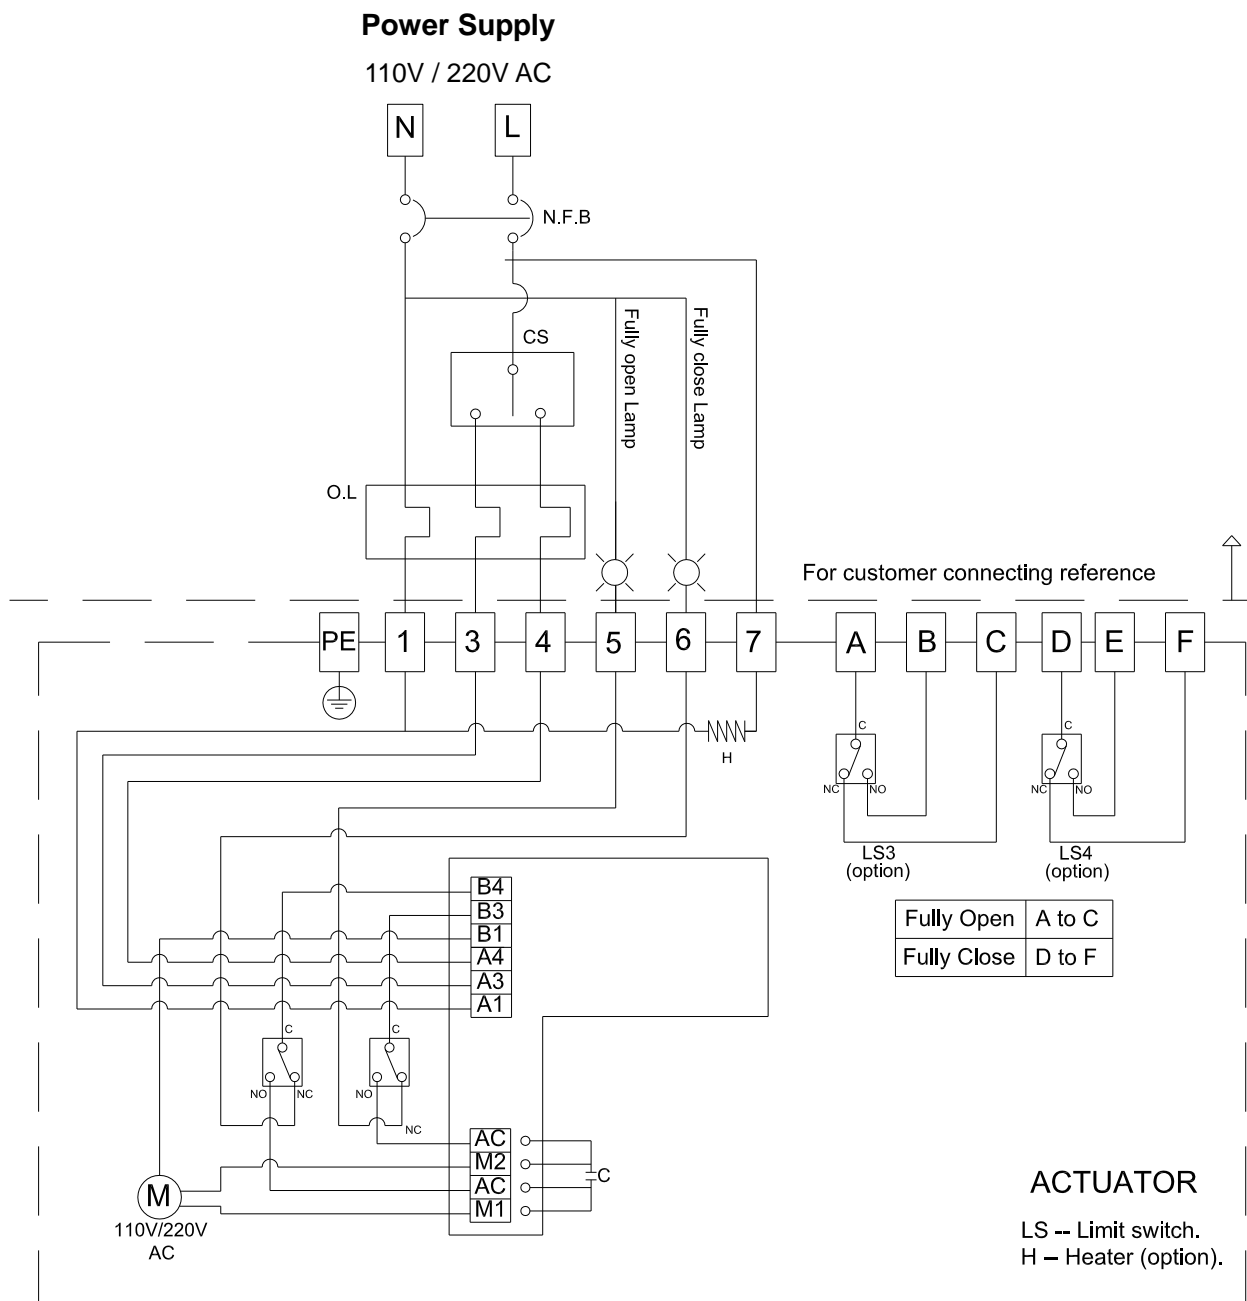 Power Supply
110V / 220V AC
N L
N.F.B
CS
Fully open Lamp
Fully close Lamp
O.L
For customer connecting reference
PE 1 3 4 5 6 7 A B C D E F
H
C
NC NO
LS3
(option)
C
NC NO
LS4
(option)
Fully Open A to C
Fully Close D to F
B4
B3
B1
A4
A3
A1
C
NO NC
C
NO NC
AC
M2
AC
M1
C
M
110V/220V
AC
ACTUATOR
LS -- Limit switch.
H – Heater (option).